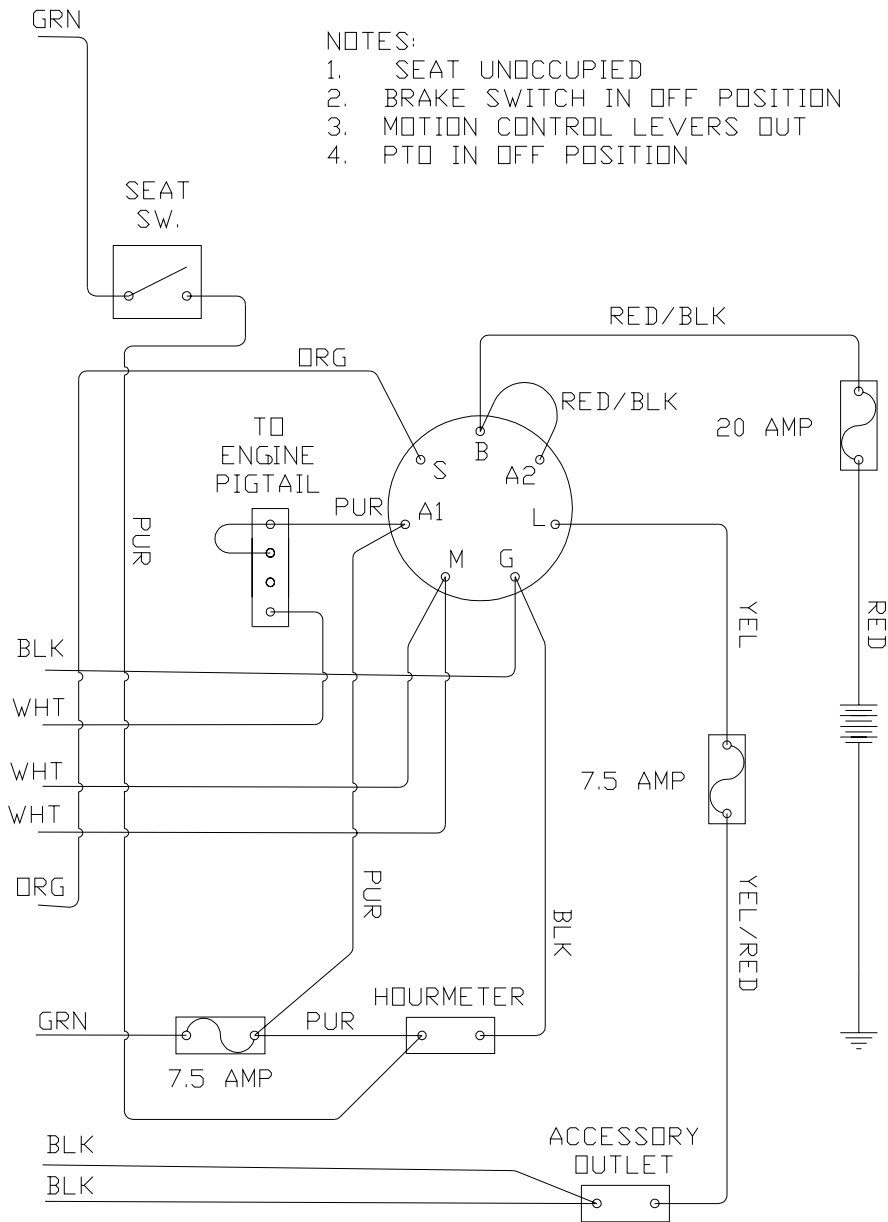 GRN
NOTES:
1. SEAT UNOCCUPIED
2. BRAKE SWITCH IN OFF POSITION
3. MOTION CONTROL LEVERS OUT
4. PTO IN OFF POSITION
SEAT
SW.
RED/BLK
ORG
RED/BLK
20 AMP
TO
ENGINE
PIGTAIL
B
S
A2
PUR
A1
L
PUR
M
G
YEL
RED
BLK
WHT
WHT
7.5 AMP
WHT
ORG
PUR
BLK
YEL/RED
HOURMETER
GRN
PUR
7.5 AMP
ACCESSORY
OUTLET
BLK
BLK